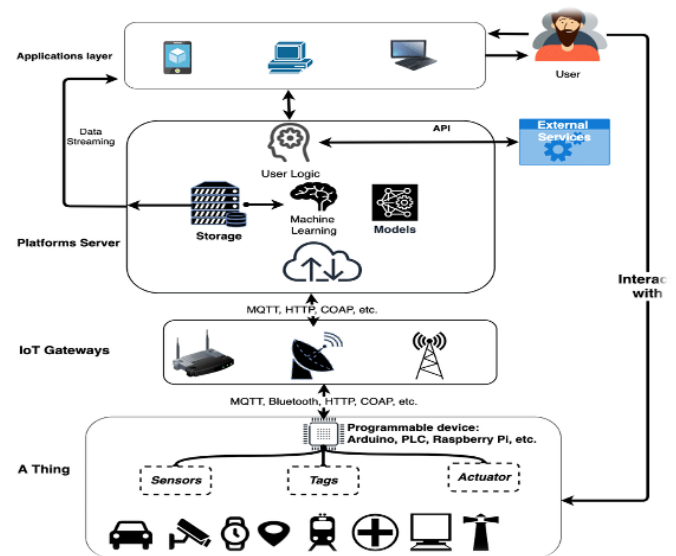 Applications layer
User
Data
Streaming
API
External
Services
User Logic
Machine
Learning
Models
Storage
Platforms Server
MQTT, HTTP, COAP, etc.
Interac
with
IoT Gateways
MQTT, Bluetooth, HTTP, COAP, etc.
Programmable device:
Arduino, PLC, Raspberry Pi, etc.
A Thing
Sensors
Tags
Actuator